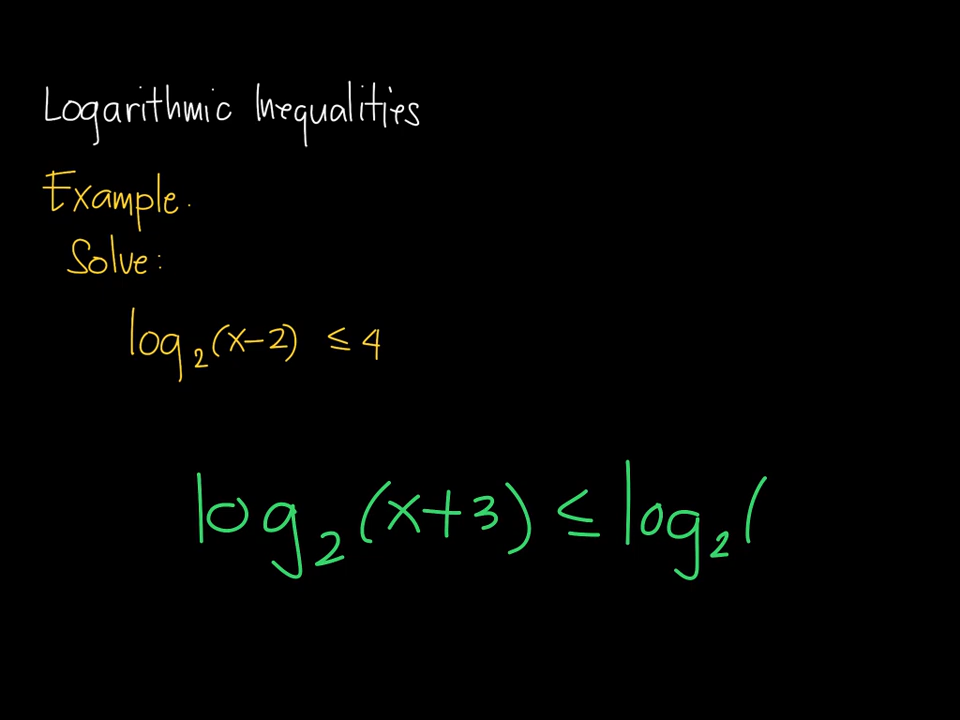 Logarithmic Inequalities
Example.
Solve:
log₂(x-2) ≤ 4
log₂(x+3) ≤ log₂(